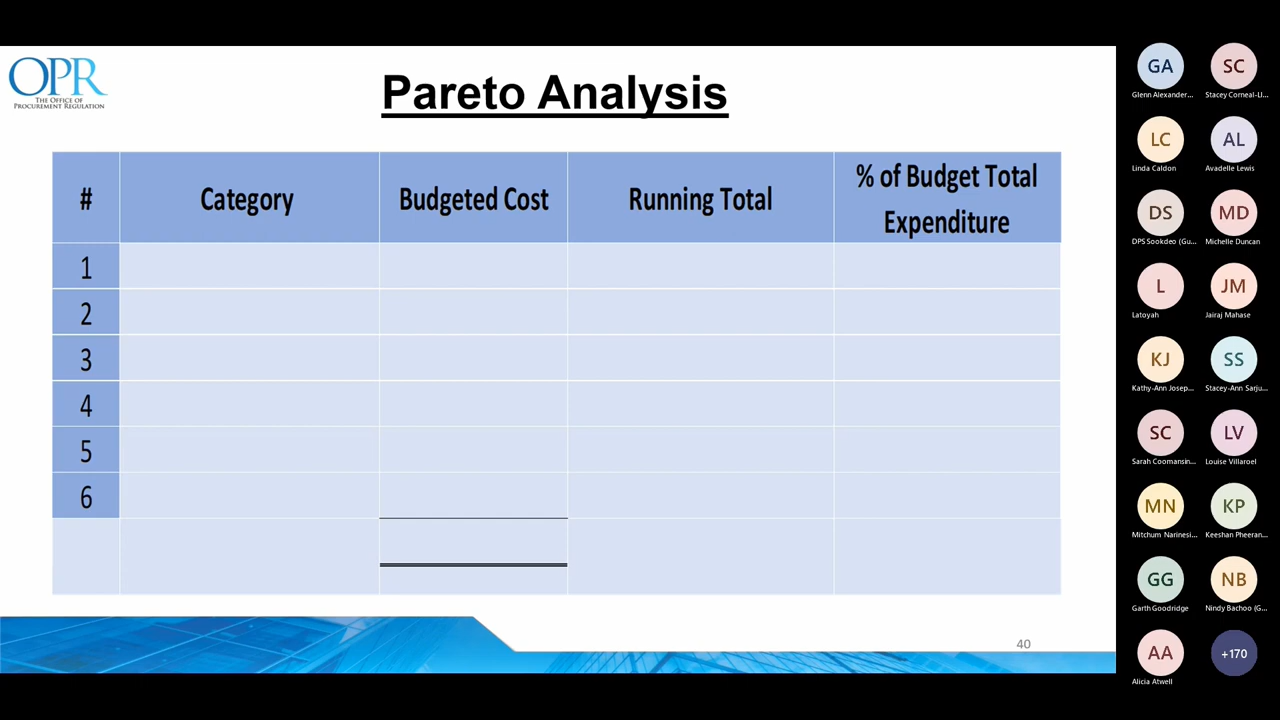 OPR
THE OFFICE OF
PROCUREMENT REGULATION
Pareto Analysis
# Category Budgeted Cost Running Total % of Budget Total Expenditure
1
2
3
4
5
6
40
GA SC
Glenn Alexander... Stacey Corneal-Ll...
LC AL
Linda Caldon Avadelle Lewis
DS MD
DPS Sookdeo (Gu... Michelle Duncan
L JM
Latoyah Jairaj Mahase
KJ SS
Kathy-Ann Josep... Stacey-Ann Sarju...
SC LV
Sarah Coomansin... Louise Villaroel
MN KP
Mitchum Narinesi... Keeshan Pheeran...
GG NB
Garth Goodridge Nindy Bachoo (G...
AA +170
Alicia Atwell